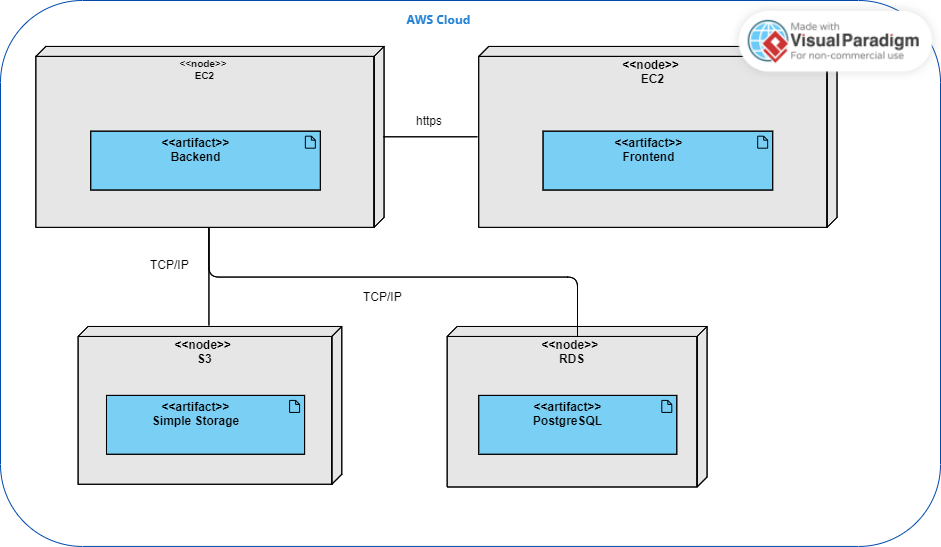 AWS Cloud
Made with
Visual Paradigm
For non-commercial use
<<node>>
EC2
<<artifact>>
Backend
https
<<node>>
EC2
<<artifact>>
Frontend
TCP/IP
TCP/IP
<<node>>
S3
<<artifact>>
Simple Storage
<<node>>
RDS
<<artifact>>
PostgreSQL